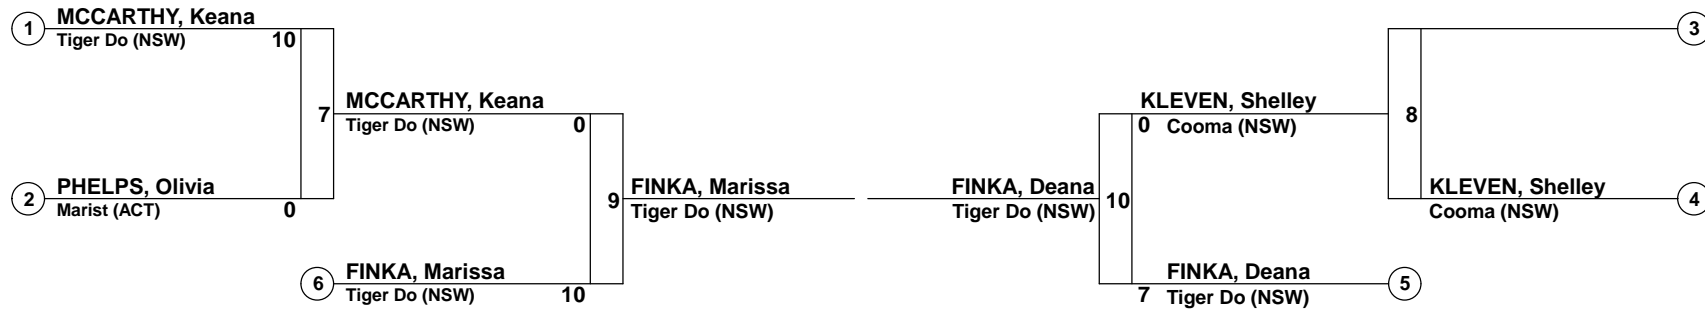 1 MCCARTHY, Keana
Tiger Do (NSW) 10
7
2 PHELPS, Olivia
Marist (ACT) 0
MCCARTHY, Keana
Tiger Do (NSW) 0
9
6 FINKA, Marissa
Tiger Do (NSW) 10
FINKA, Marissa
Tiger Do (NSW)
FINKA, Deana
Tiger Do (NSW)
10
KLEVEN, Shelley
0 Cooma (NSW)
FINKA, Deana 5
7 Tiger Do (NSW)
8
3
KLEVEN, Shelley 4
Cooma (NSW)